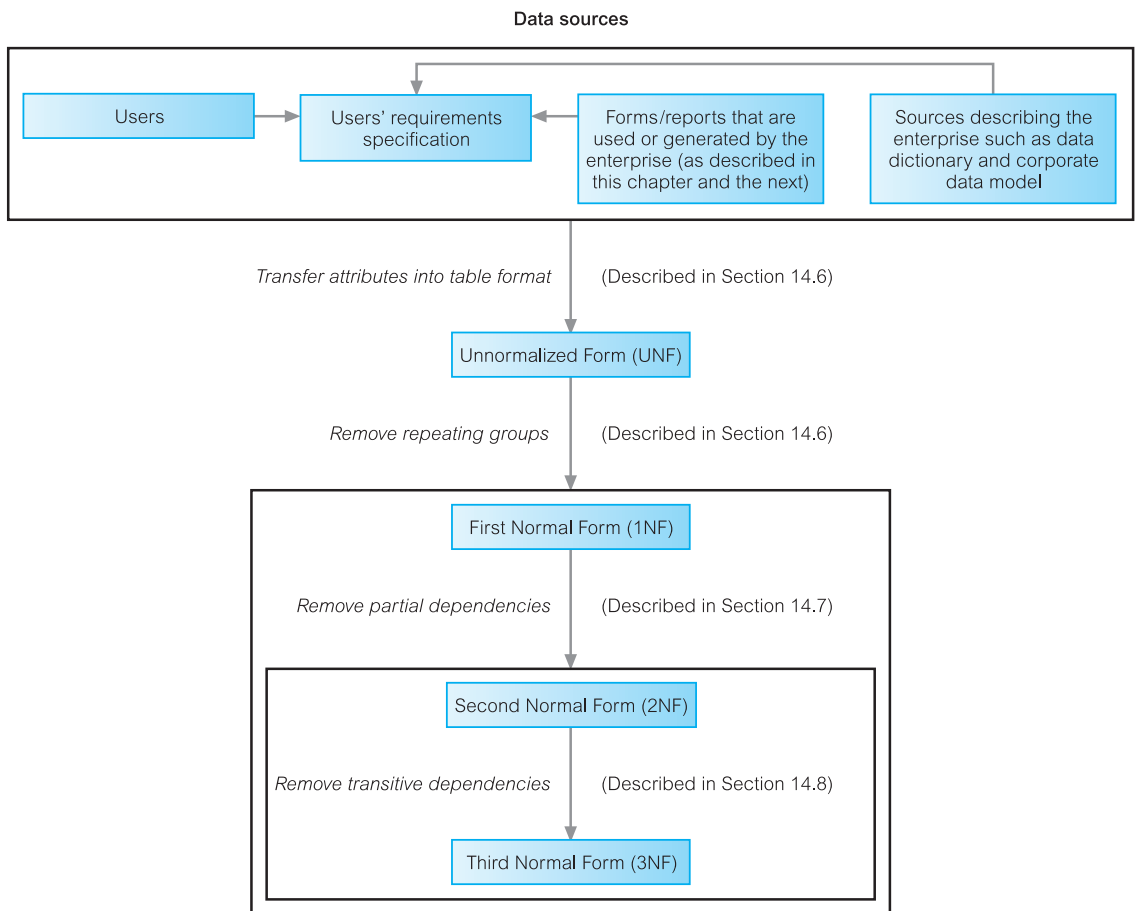 Data sources
Users
Users’ requirements
specification
Forms/reports that are
used or generated by the
enterprise (as described in
this chapter and the next)
Sources describing the
enterprise such as data
dictionary and corporate
data model
Transfer attributes into table format
(Described in Section 14.6)
Unnormalized Form (UNF)
Remove repeating groups
(Described in Section 14.6)
First Normal Form (1NF)
Remove partial dependencies
(Described in Section 14.7)
Second Normal Form (2NF)
Remove transitive dependencies
(Described in Section 14.8)
Third Normal Form (3NF)